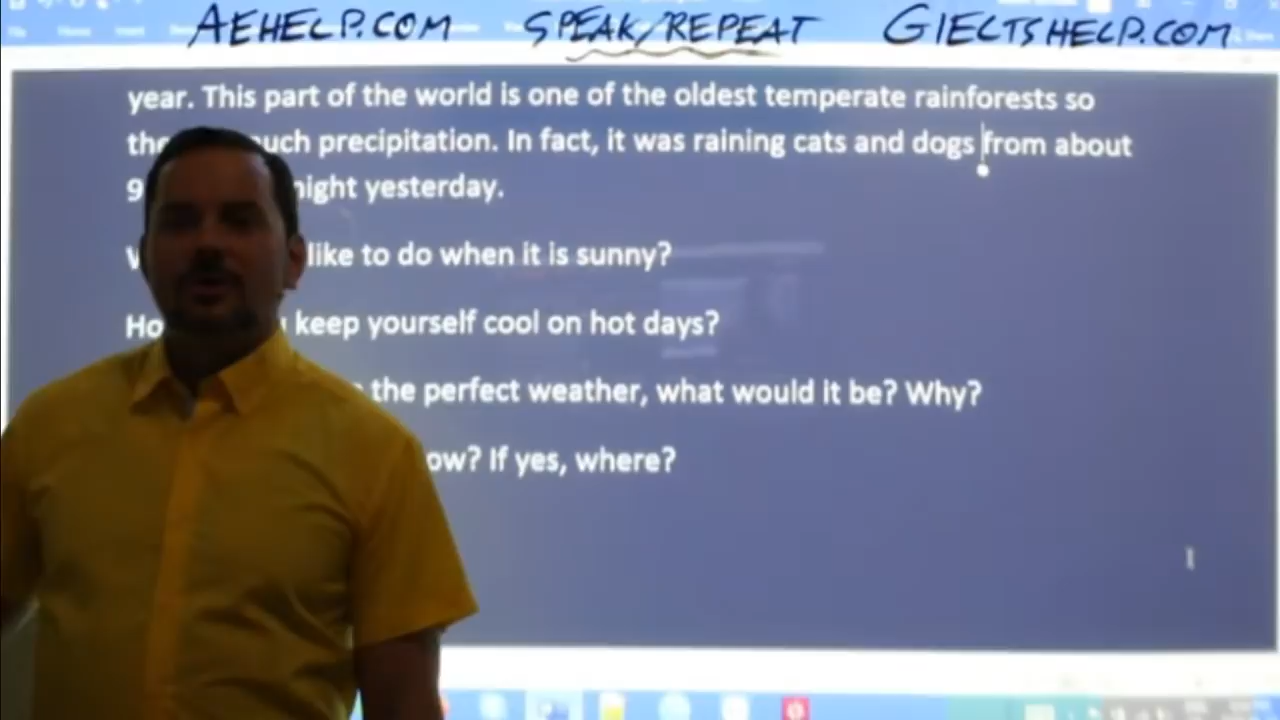 AEHELP.COM SPEAK/REPEAT GIELTSHELP.COM
year. This part of the world is one of the oldest temperate rainforests so
precipitation. In fact, it was raining cats and dogs from about
9 night yesterday.
like to do when it is sunny?
keep yourself cool on hot days?
the perfect weather, what would it be? Why?
If yes, where?